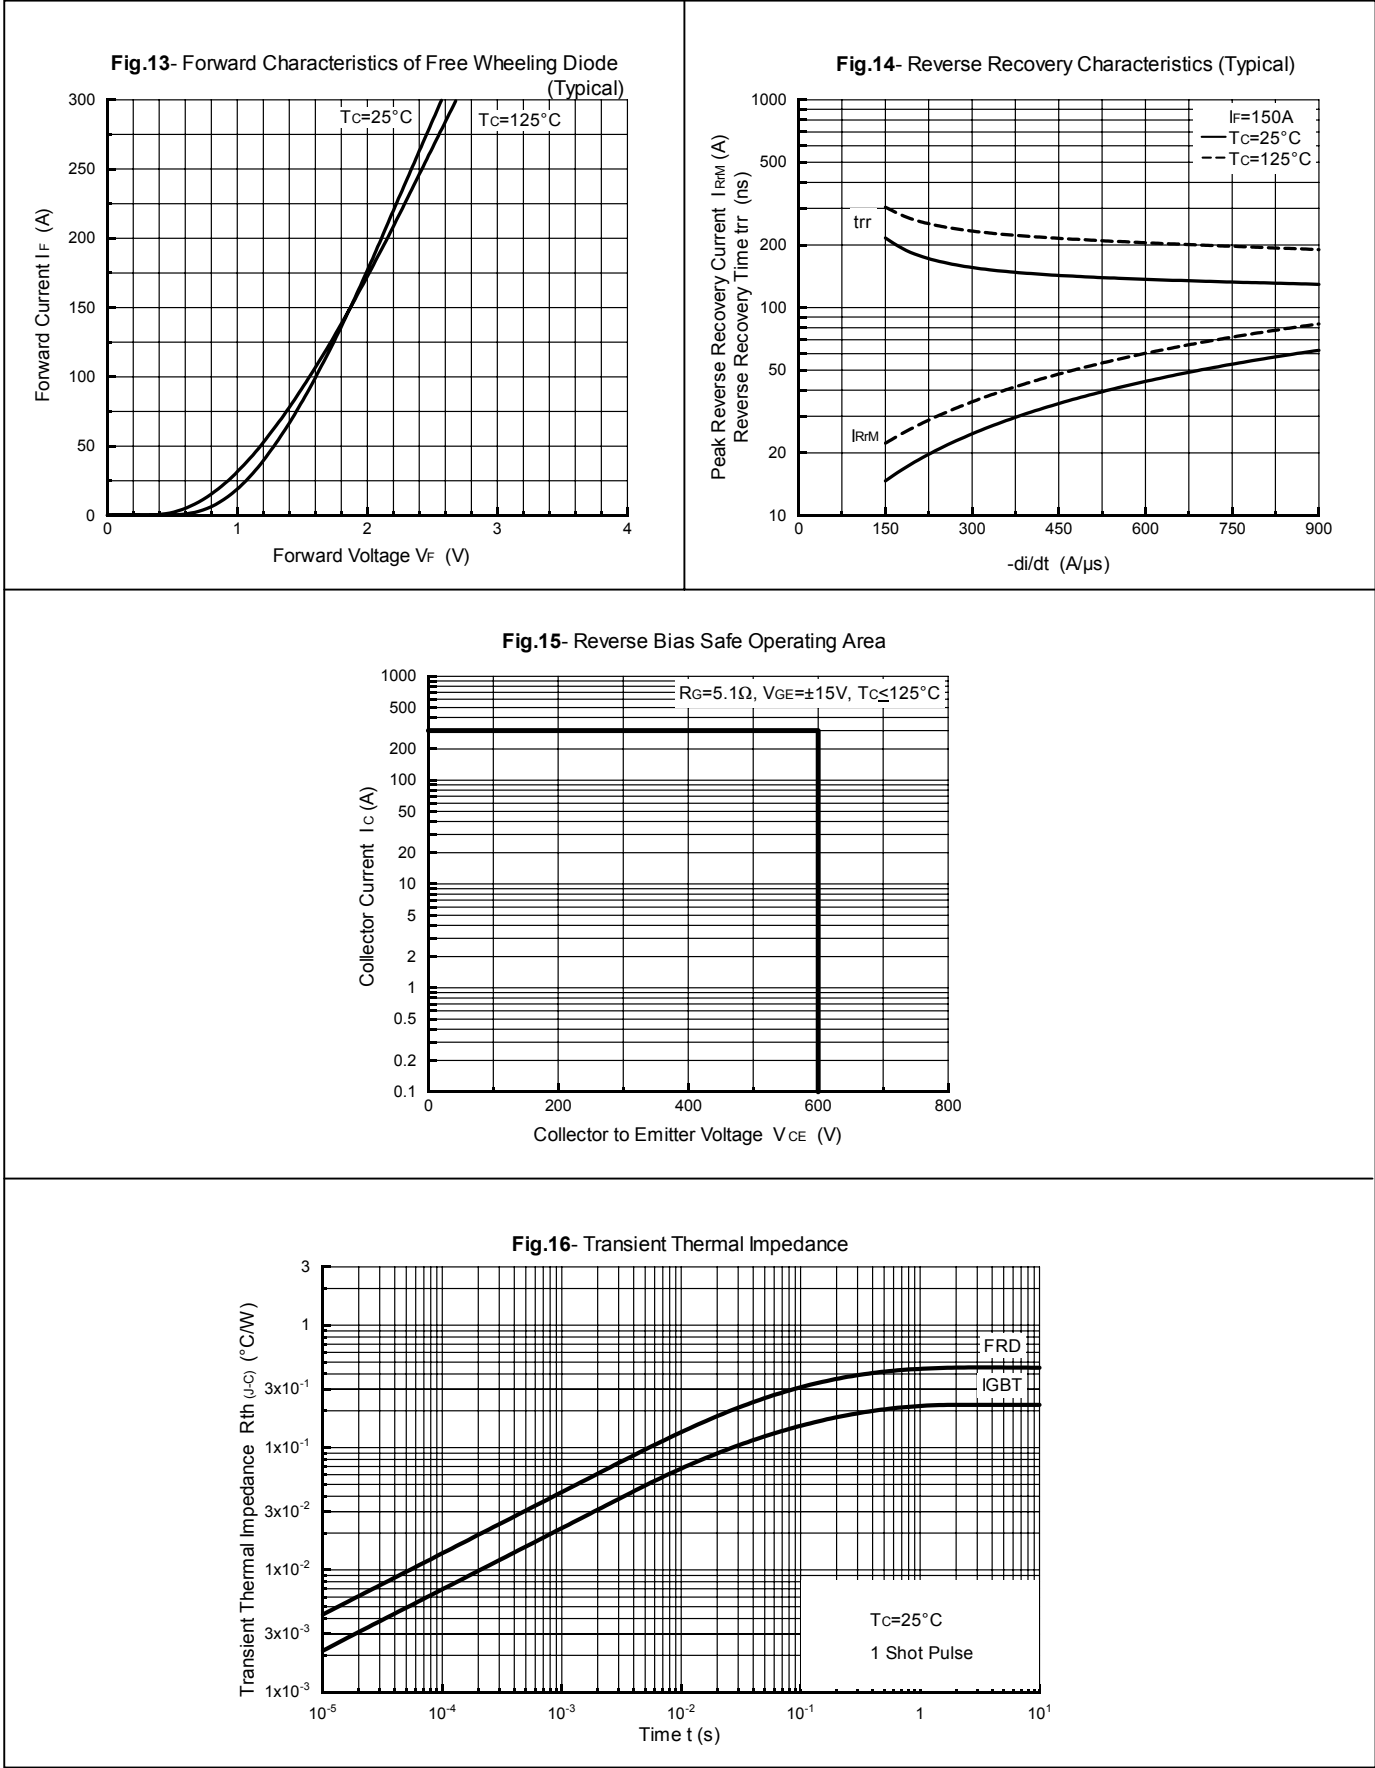 Fig.13- Forward Characteristics of Free Wheeling Diode
(Typical)
Forward Current IF (A)
300
250
200
150
100
50
0
TC=25°C
TC=125°C
0 1 2 3 4
Forward Voltage VF (V)
Fig.14- Reverse Recovery Characteristics (Typical)
Peak Reverse Recovery Current IRrM (A)
Reverse Recovery Time trr (ns)
1000
500
200
100
50
20
10
IF=150A
TC=25°C
TC=125°C
trr
IRrM
0 150 300 450 600 750 900
-di/dt (A/µs)
Fig.15- Reverse Bias Safe Operating Area
Collector Current IC (A)
1000
500
200
100
50
20
10
5
2
1
0.5
0.2
0.1
RG=5.1Ω, VGE=±15V, TC≤125°C
0 200 400 600 800
Collector to Emitter Voltage VCE (V)
Fig.16- Transient Thermal Impedance
Transient Thermal Impedance Rth (J-C) (°C/W)
3
1
3x10⁻¹
1x10⁻¹
3x10⁻²
1x10⁻²
3x10⁻³
1x10⁻³
FRD
IGBT
TC=25°C
1 Shot Pulse
10⁻⁵ 10⁻⁴ 10⁻³ 10⁻² 10⁻¹ 1 10¹
Time t (s)